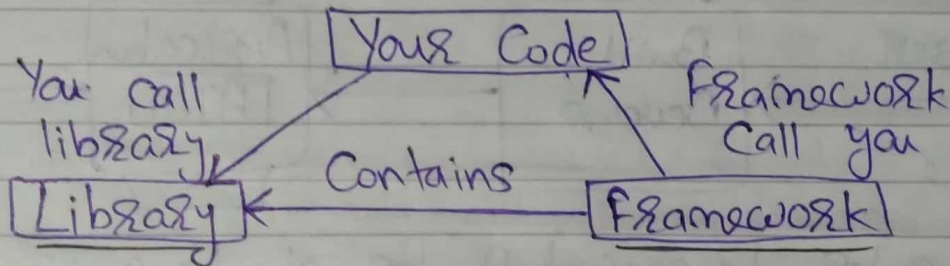 Your Code
You call
library
Framework
Call you
Contains
Library
Framework